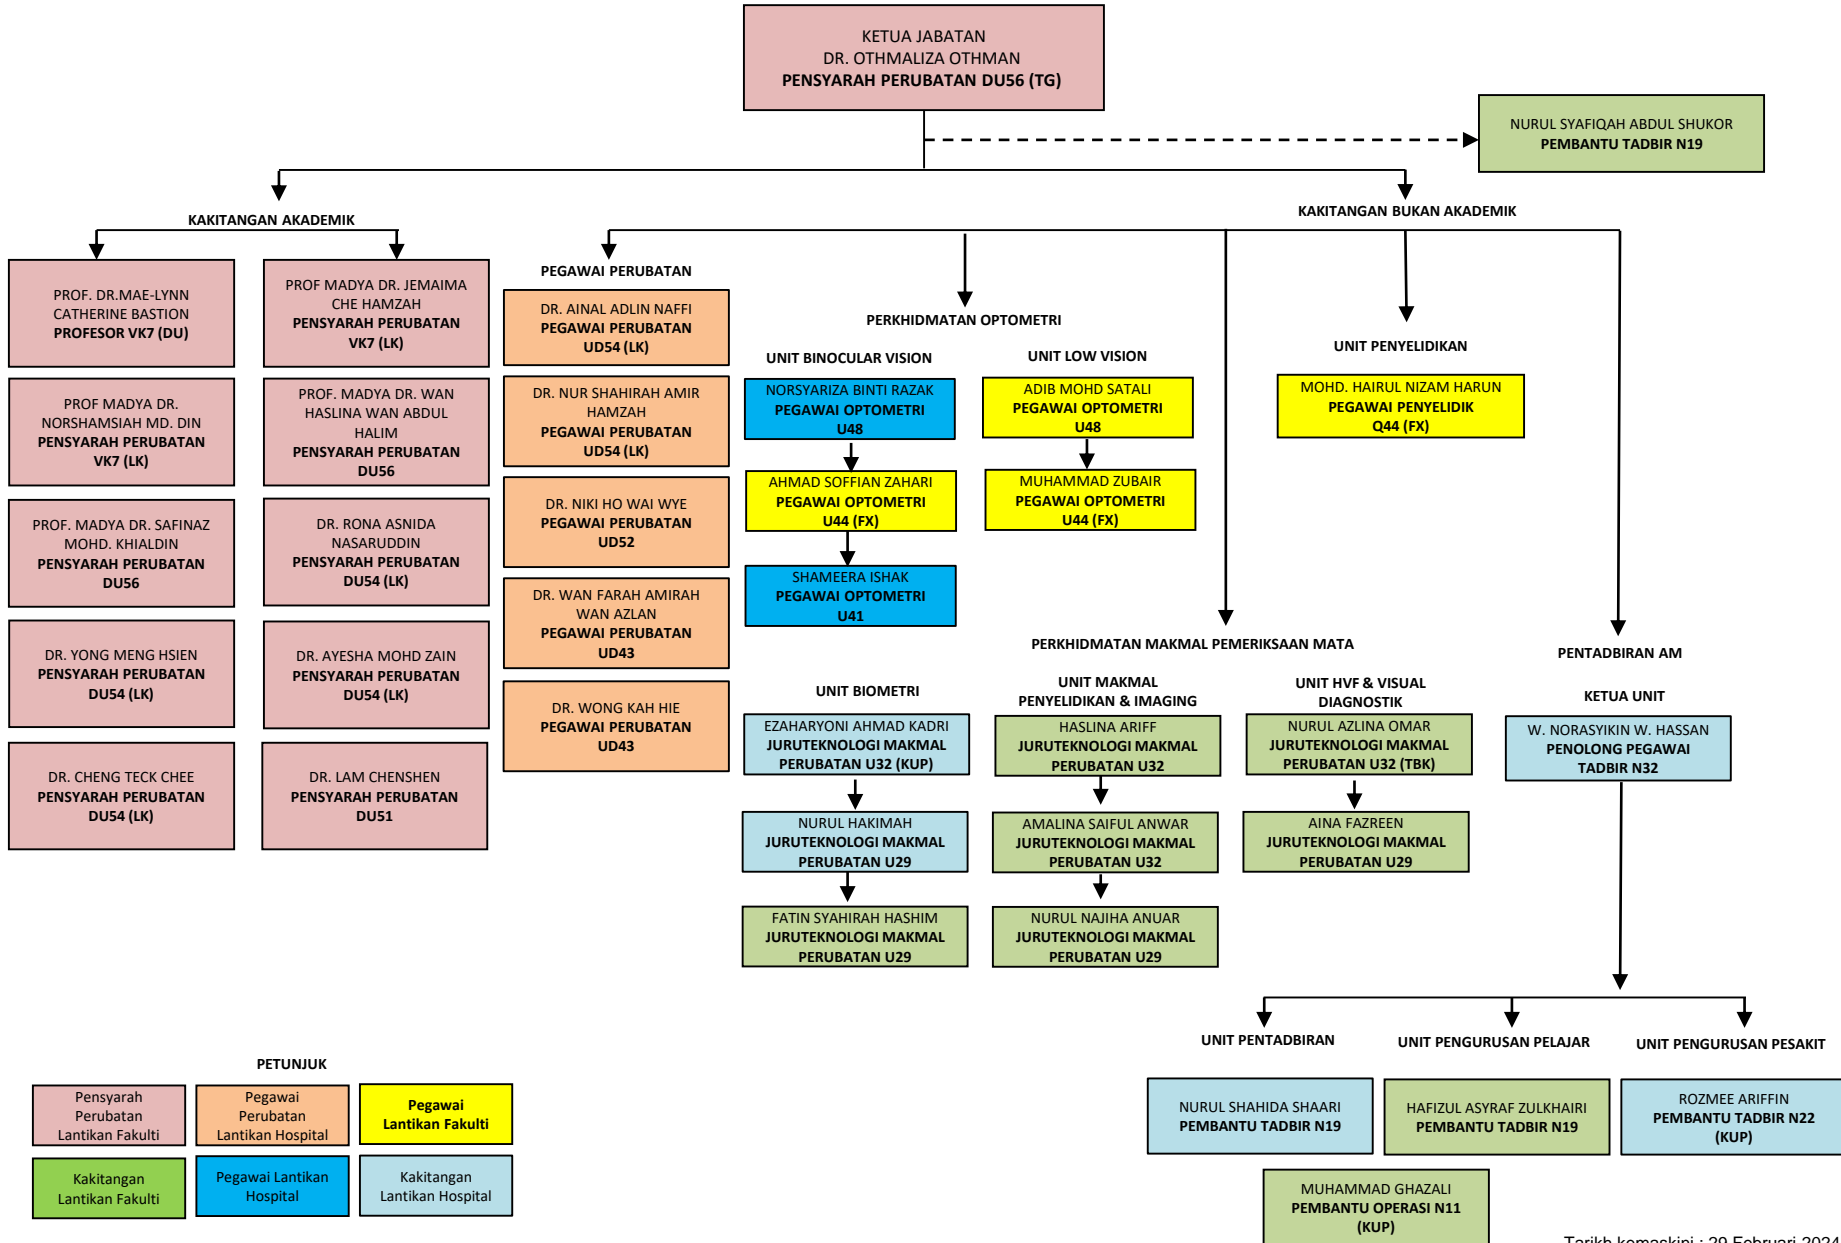 KETUA JABATAN
DR. OTHMALIZA OTHMAN
PENSYARAH PERUBATAN DU56 (TG)
NURUL SYAFIQAH ABDUL SHUKOR
PEMBANTU TADBIR N19
KAKITANGAN AKADEMIK
KAKITANGAN BUKAN AKADEMIK
PROF. DR.MAE-LYNN
CATHERINE BASTION
PROFESOR VK7 (DU)
PROF MADYA DR. JEMAIMA
CHE HAMZAH
PENSYARAH PERUBATAN
VK7 (LK)
PROF MADYA DR.
NORSHAMSIAH MD. DIN
PENSYARAH PERUBATAN
VK7 (LK)
PROF. MADYA DR. WAN
HASLINA WAN ABDUL
HALIM
PENSYARAH PERUBATAN
DU56
PROF. MADYA DR. SAFINAZ
MOHD. KHIALDIN
PENSYARAH PERUBATAN
DU56
DR. RONA ASNIDA
NASARUDDIN
PENSYARAH PERUBATAN
DU54 (LK)
DR. YONG MENG HSIEN
PENSYARAH PERUBATAN
DU54 (LK)
DR. AYESHA MOHD ZAIN
PENSYARAH PERUBATAN
DU54 (LK)
DR. CHENG TECK CHEE
PENSYARAH PERUBATAN
DU54 (LK)
DR. LAM CHENSHEN
PENSYARAH PERUBATAN
DU51
PEGAWAI PERUBATAN
DR. AINAL ADLIN NAFFI
PEGAWAI PERUBATAN
UD54 (LK)
DR. NUR SHAHIRAH AMIR
HAMZAH
PEGAWAI PERUBATAN
UD54 (LK)
DR. NIKI HO WAI WYE
PEGAWAI PERUBATAN
UD52
DR. WAN FARAH AMIRAH
WAN AZLAN
PEGAWAI PERUBATAN
UD43
DR. WONG KAH HIE
PEGAWAI PERUBATAN
UD43
PERKHIDMATAN OPTOMETRI
UNIT BINOCULAR VISION
NORSYARIZA BINTI RAZAK
PEGAWAI OPTOMETRI
U48
AHMAD SOFFIAN ZAHARI
PEGAWAI OPTOMETRI
U44 (FX)
SHAMEERA ISHAK
PEGAWAI OPTOMETRI
U41
UNIT LOW VISION
ADIB MOHD SATALI
PEGAWAI OPTOMETRI
U48
MUHAMMAD ZUBAIR
PEGAWAI OPTOMETRI
U44 (FX)
UNIT PENYELIDIKAN
MOHD. HAIRUL NIZAM HARUN
PEGAWAI PENYELIDIK
Q44 (FX)
PERKHIDMATAN MAKMAL PEMERIKSAAN MATA
UNIT BIOMETRI
EZAHARYONI AHMAD KADRI
JURUTEKNOLOGI MAKMAL
PERUBATAN U32 (KUP)
NURUL HAKIMAH
JURUTEKNOLOGI MAKMAL
PERUBATAN U29
FATIN SYAHIRAH HASHIM
JURUTEKNOLOGI MAKMAL
PERUBATAN U29
UNIT MAKMAL
PENYELIDIKAN & IMAGING
HASLINA ARIFF
JURUTEKNOLOGI MAKMAL
PERUBATAN U32
AMALINA SAIFUL ANWAR
JURUTEKNOLOGI MAKMAL
PERUBATAN U32
NURUL NAJIHA ANUAR
JURUTEKNOLOGI MAKMAL
PERUBATAN U29
UNIT HVF & VISUAL
DIAGNOSTIK
NURUL AZLINA OMAR
JURUTEKNOLOGI MAKMAL
PERUBATAN U32 (TBK)
AINA FAZREEN
JURUTEKNOLOGI MAKMAL
PERUBATAN U29
PENTADBIRAN AM
KETUA UNIT
W. NORASYIKIN W. HASSAN
PENOLONG PEGAWAI
TADBIR N32
UNIT PENTADBIRAN
NURUL SHAHIDA SHAARI
PEMBANTU TADBIR N19
MUHAMMAD GHAZALI
PEMBANTU OPERASI N11
(KUP)
UNIT PENGURUSAN PELAJAR
HAFIZUL ASYRAF ZULKHAIRI
PEMBANTU TADBIR N19
UNIT PENGURUSAN PESAKIT
ROZMEE ARIFFIN
PEMBANTU TADBIR N22
(KUP)
PETUNJUK
Pensyarah
Perubatan
Lantikan Fakulti
Pegawai
Perubatan
Lantikan Hospital
Pegawai
Lantikan Fakulti
Kakitangan
Lantikan Fakulti
Pegawai Lantikan
Hospital
Kakitangan
Lantikan Hospital
Tarikh kemaskini : 29 Februari 2024